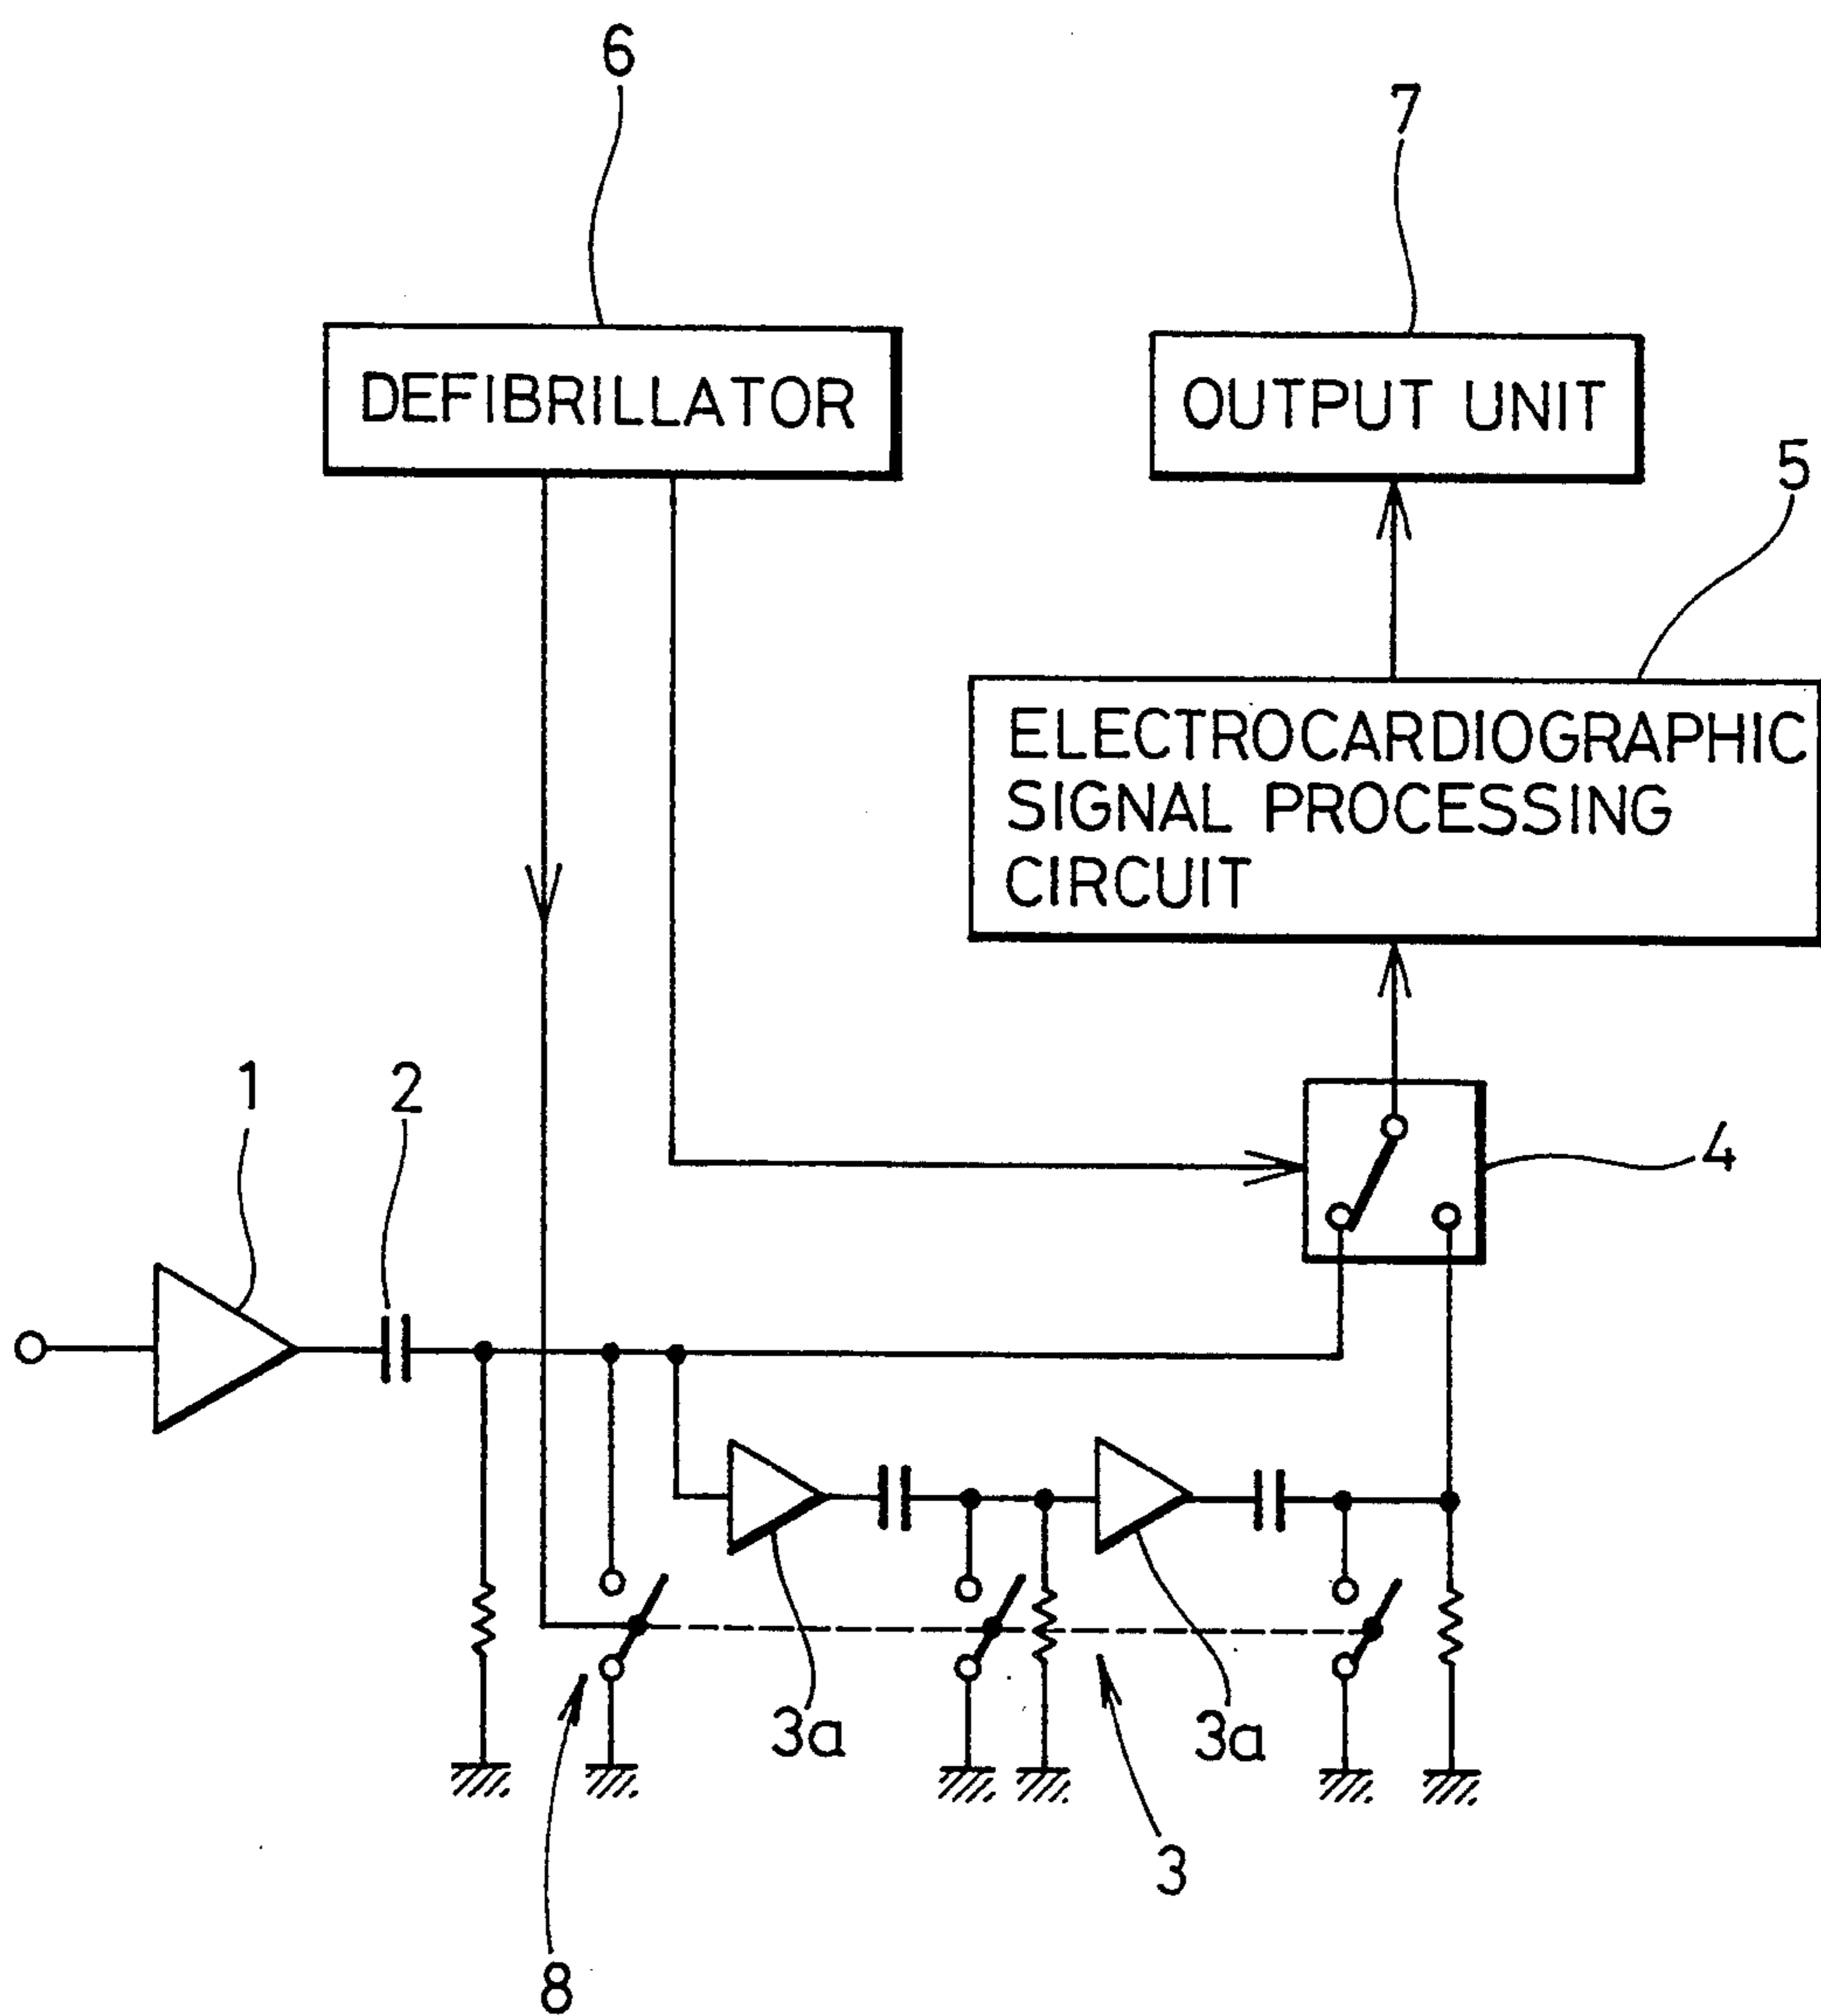 6
7
DEFIBRILLATOR
OUTPUT UNIT
5
ELECTROCARDIOGRAPHIC
SIGNAL PROCESSING
CIRCUIT
1
2
4
3a
3a
3
8